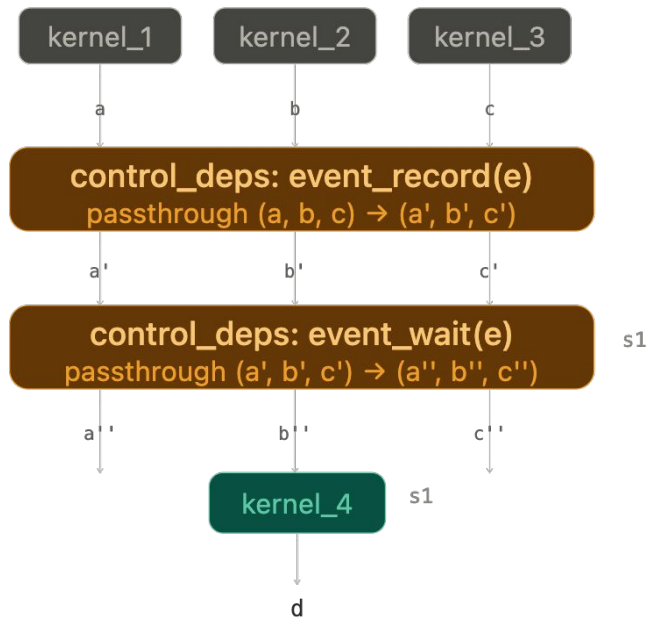 kernel_1 kernel_2 kernel_3
a b c
control_deps: event_record(e)
passthrough (a, b, c) → (a', b', c')
a' b' c'
control_deps: event_wait(e)
passthrough (a', b', c') → (a'', b'', c'')
s1
a'' b'' c''
kernel_4
s1
d